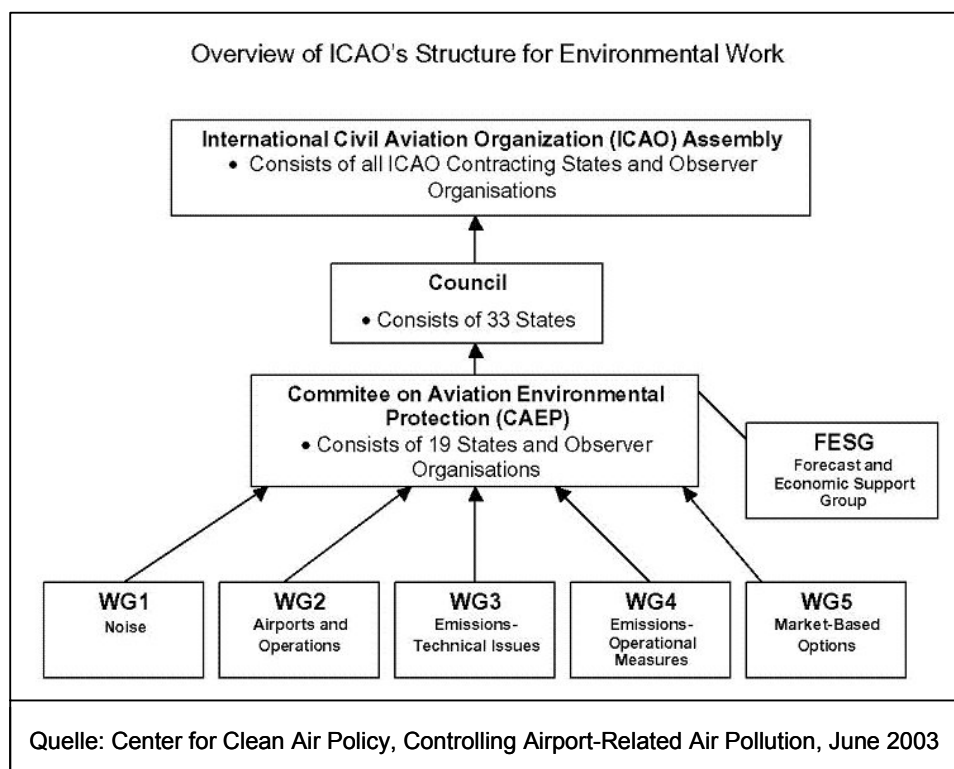 Overview of ICAO's Structure for Environmental Work
International Civil Aviation Organization (ICAO) Assembly
• Consists of all ICAO Contracting States and Observer
Organisations
Council
• Consists of 33 States
Commitee on Aviation Environmental
Protection (CAEP)
• Consists of 19 States and Observer
Organisations
FESG
Forecast and
Economic Support
Group
WG1
Noise
WG2
Airports and
Operations
WG3
Emissions-
Technical Issues
WG4
Emissions-
Operational
Measures
WG5
Market-Based
Options
Quelle: Center for Clean Air Policy, Controlling Airport-Related Air Pollution, June 2003